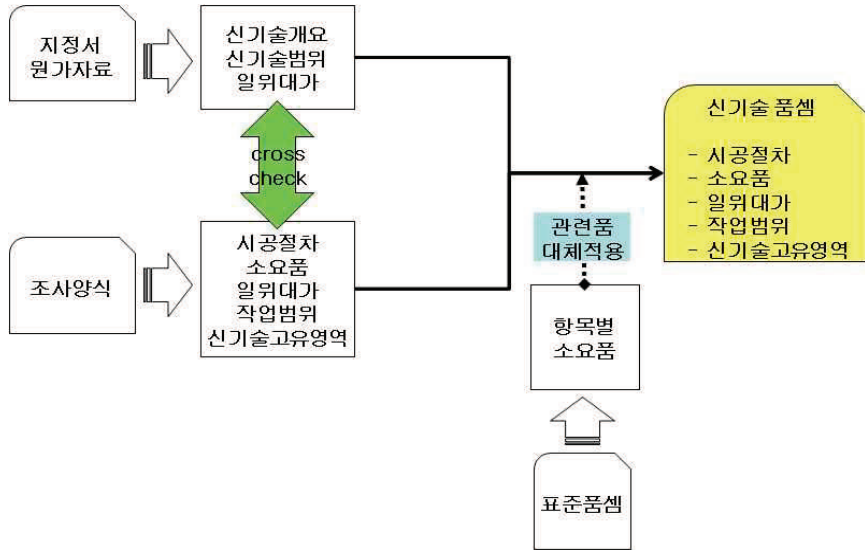 지정서
원가자료
신기술개요
신기술범위
일위대가
cross
check
조사양식
시공절차
소요품
일위대가
작업범위
신기술고유영역
관련품
대체적용
항목별
소요품
표준품셈
신기술 품셈
- 시공절차
- 소요품
- 일위대가
- 작업범위
- 신기술고유영역